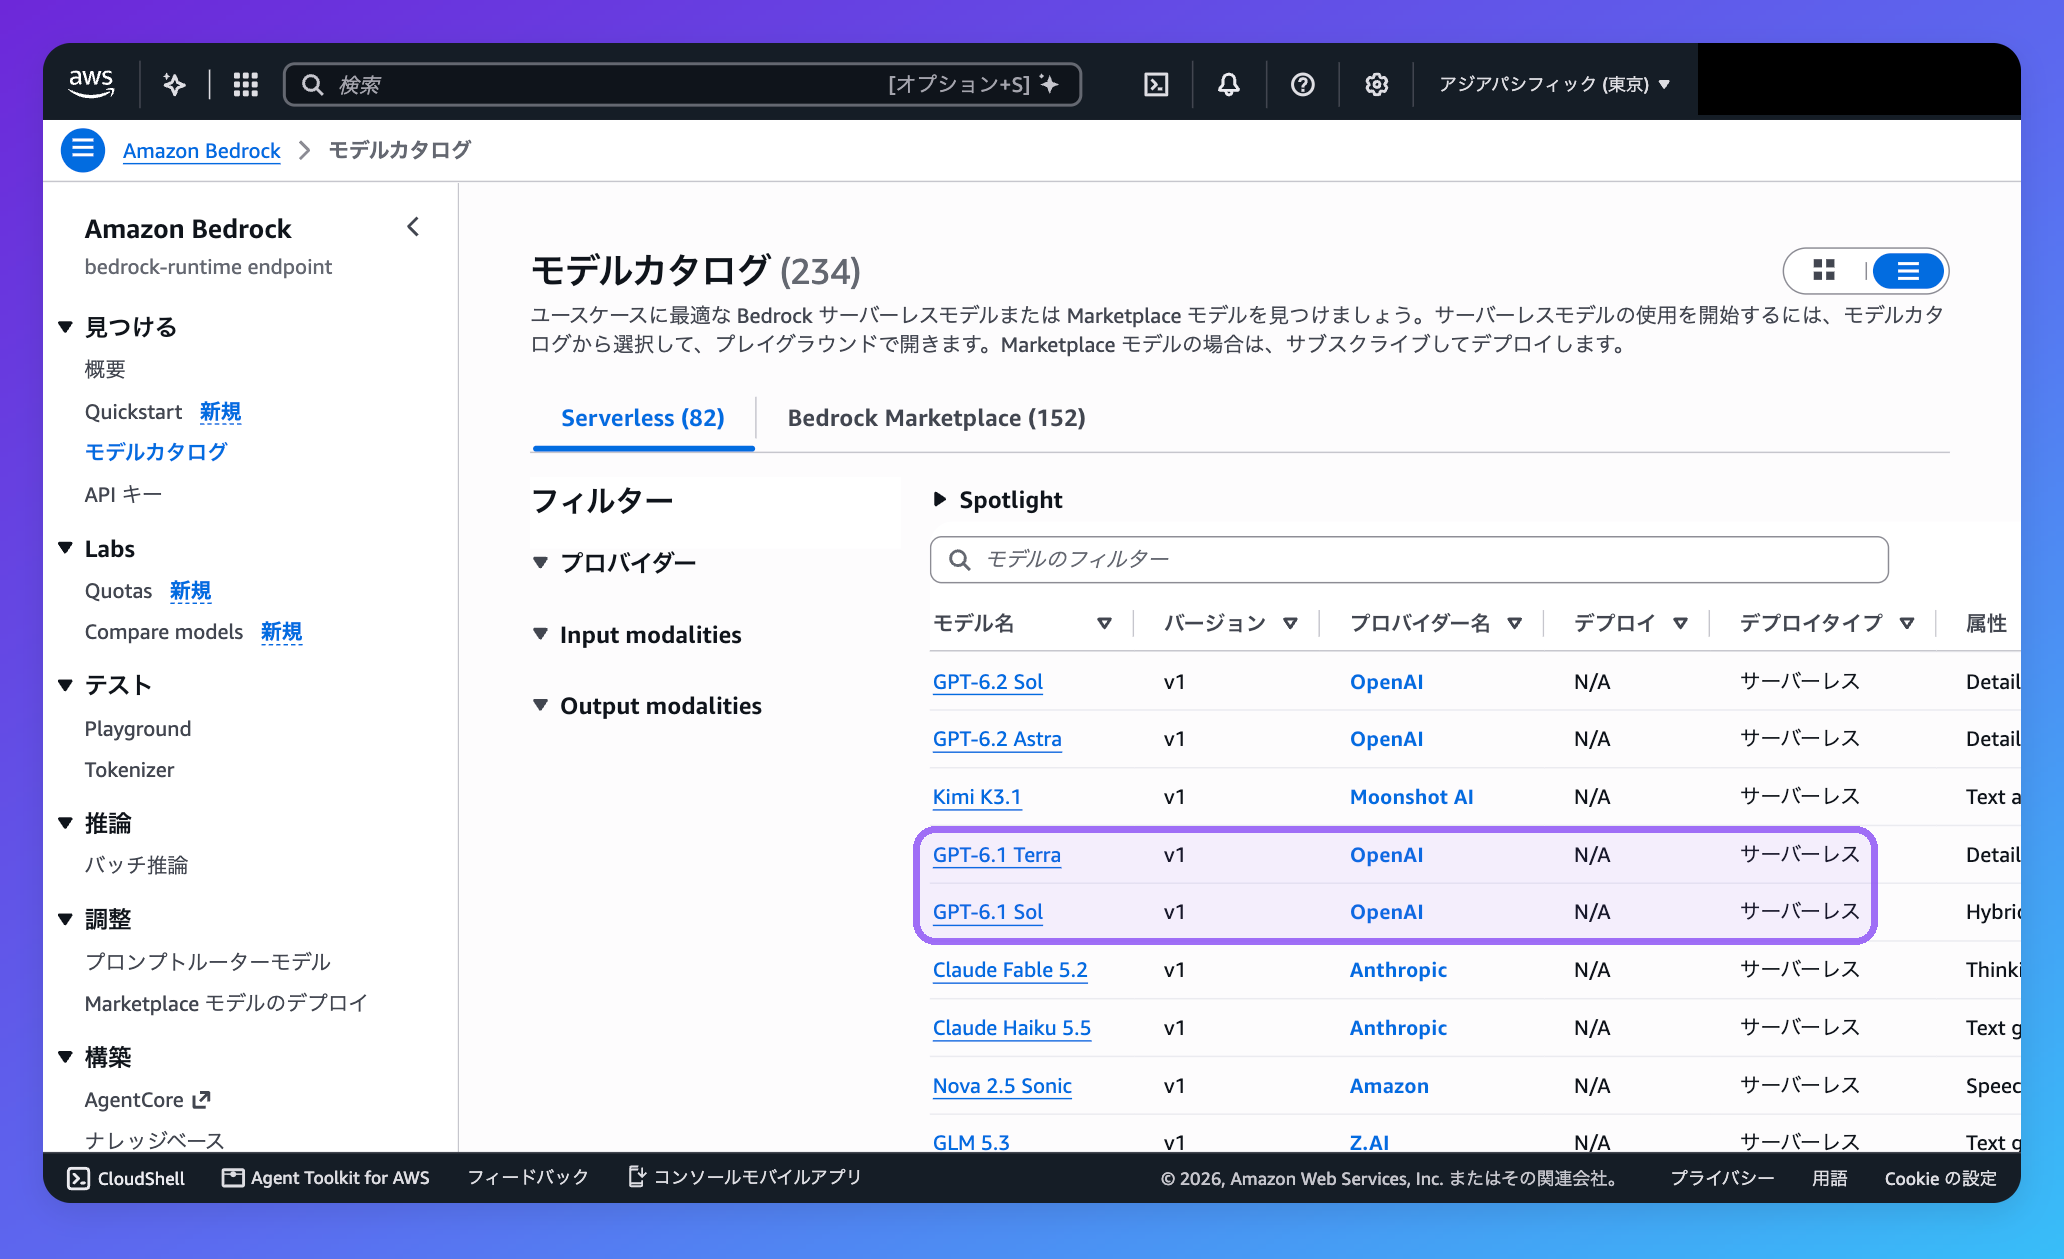 aws
検索 [オプション+S]
アジアパシフィック (東京)
Amazon Bedrock モデルカタログ
Amazon Bedrock
bedrock-runtime endpoint
見つける
概要
Quickstart 新規
モデルカタログ
API キー
Labs
Quotas 新規
Compare models 新規
テスト
Playground
Tokenizer
推論
バッチ推論
調整
プロンプトルーターモデル
Marketplace モデルのデプロイ
構築
AgentCore
ナレッジベース
モデルカタログ (234)
ユースケースに最適な Bedrock サーバーレスモデルまたは Marketplace モデルを見つけましょう。サーバーレスモデルの使用を開始するには、モデルカタ
ログから選択して、プレイグラウンドで開きます。Marketplace モデルの場合は、サブスクライブしてデプロイします。
Serverless (82) Bedrock Marketplace (152)
フィルター
プロバイダー
Input modalities
Output modalities
Spotlight
モデルのフィルター
モデル名 バージョン プロバイダー名 デプロイ デプロイタイプ 属性
GPT-6.2 Sol v1 OpenAI N/A サーバーレス Detail
GPT-6.2 Astra v1 OpenAI N/A サーバーレス Detail
Kimi K3.1 v1 Moonshot AI N/A サーバーレス Text a
GPT-6.1 Terra v1 OpenAI N/A サーバーレス Detail
GPT-6.1 Sol v1 OpenAI N/A サーバーレス Hybric
Claude Fable 5.2 v1 Anthropic N/A サーバーレス Thinki
Claude Haiku 5.5 v1 Anthropic N/A サーバーレス Text g
Nova 2.5 Sonic v1 Amazon N/A サーバーレス Speec
GLM 5.3 v1 Z.AI N/A サーバーレス Text g
CloudShell Agent Toolkit for AWS フィードバック コンソールモバイルアプリ © 2026, Amazon Web Services, Inc. またはその関連会社。 プライバシー 用語 Cookie の設定